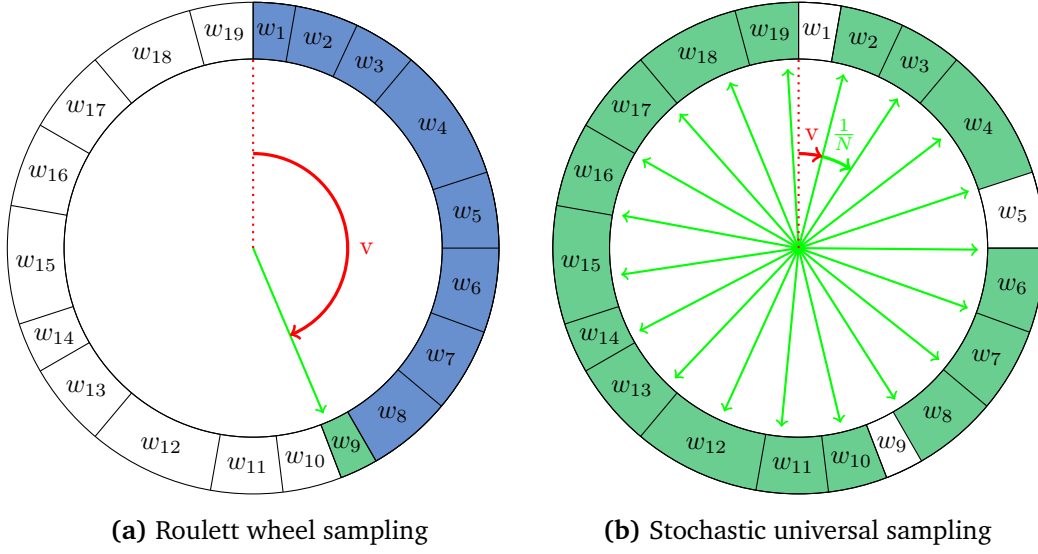 w1
w2
w3
w4
w5
w6
w7
w8
w9
w10
w11
w12
w13
w14
w15
w16
w17
w18
w19
v
(a) Roulett wheel sampling
w1
w2
w3
w4
w5
w6
w7
w8
w9
w10
w11
w12
w13
w14
w15
w16
w17
w18
w19
v
1/N
(b) Stochastic universal sampling